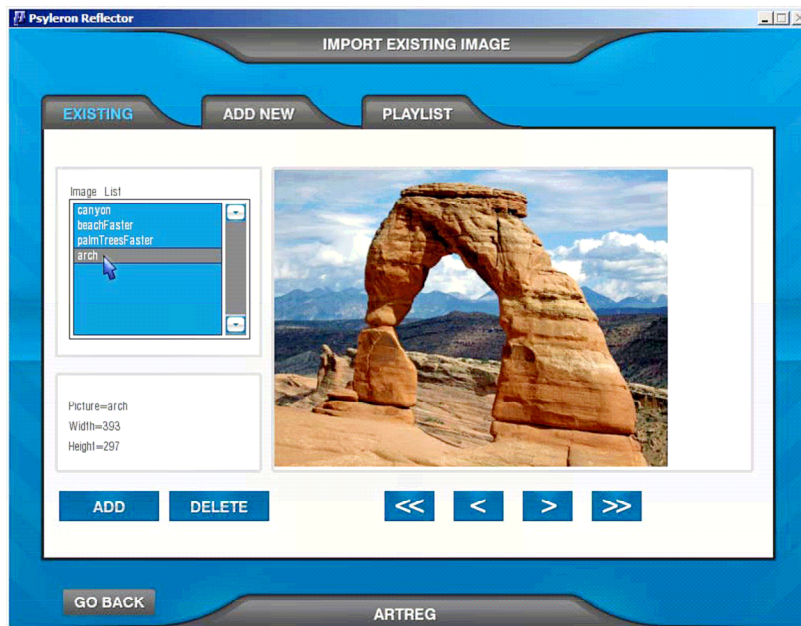 Psyleron Reflector
IMPORT EXISTING IMAGE
EXISTING
ADD NEW
PLAYLIST
Image List
canyon
beachFaster
palmTreesFaster
arch
Picture=arch
Width=393
Height=297
ADD
DELETE
<<
<
>
>>
GO BACK
ARTREG